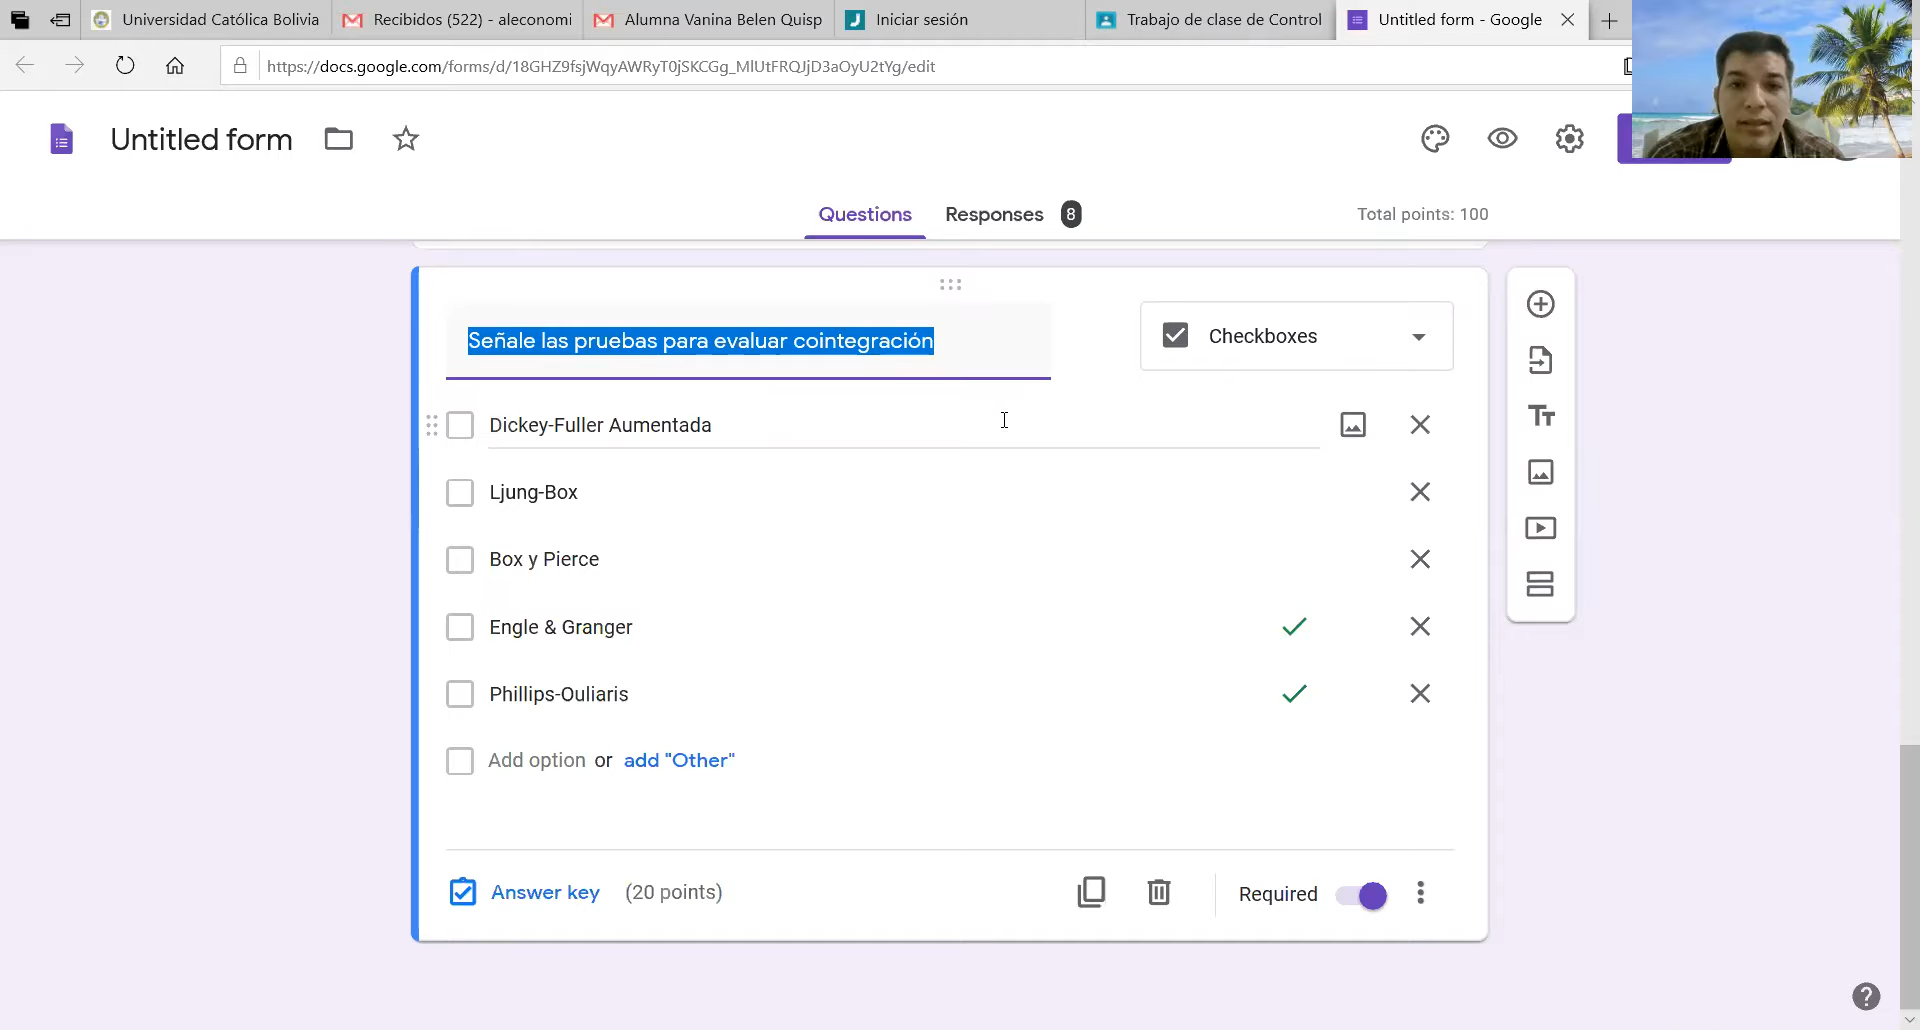 Universidad Católica Bolivia
Recibidos (522) - aleconomi
Alumna Vanina Belen Quisp
Iniciar sesión
Trabajo de clase de Control
Untitled form - Google
https://docs.google.com/forms/d/18GHZ9fsjWqyAWRyT0jSKCGg_MlUtFRQJjD3aOyU2tYg/edit
Untitled form
Questions
Responses 8
Total points: 100
Señale las pruebas para evaluar cointegración
Checkboxes
Dickey-Fuller Aumentada
Ljung-Box
Box y Pierce
Engle & Granger
Phillips-Ouliaris
Add option or add "Other"
Answer key (20 points)
Required